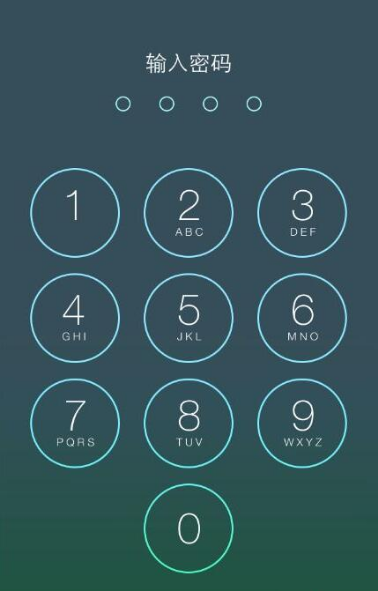 输入密码
1 2 3
ABC DEF
4 5 6
GHI JKL MNO
7 8 9
PQRS TUV WXYZ
0